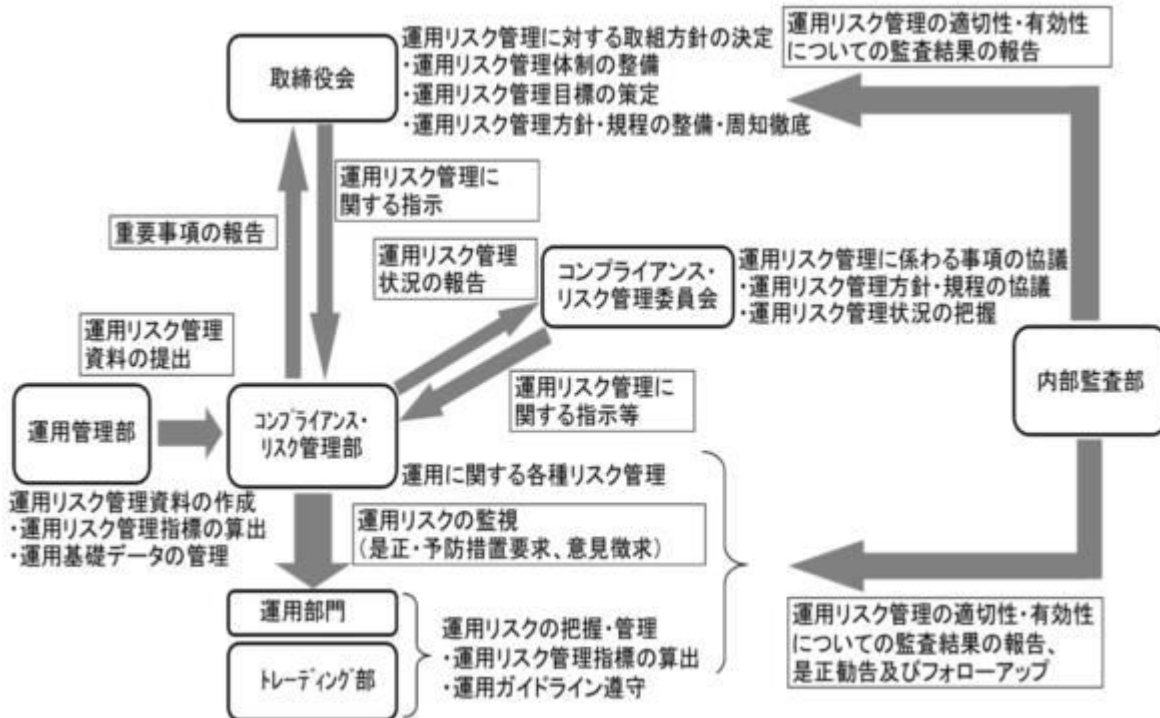 取締役会
運用リスク管理に対する取組方針の決定
・運用リスク管理体制の整備
・運用リスク管理目標の策定
・運用リスク管理方針・規程の整備・周知徹底
運用リスク管理の適切性・有効性
についての監査結果の報告
運用リスク管理に
関する指示
重要事項の報告
運用リスク管理
状況の報告
コンプライアンス・
リスク管理委員会
運用リスク管理に係わる事項の協議
・運用リスク管理方針・規程の協議
・運用リスク管理状況の把握
運用リスク管理
資料の提出
運用リスク管理に
関する指示等
内部監査部
運用管理部
コンプライアンス・
リスク管理部
運用に関する各種リスク管理
運用リスク管理資料の作成
・運用リスク管理指標の算出
・運用基礎データの管理
運用リスクの監視
(是正・予防措置要求、意見徴求)
運用部門
トレーディング部
運用リスクの把握・管理
・運用リスク管理指標の算出
・運用ガイドライン遵守
運用リスク管理の適切性・有効性
についての監査結果の報告、
是正勧告及びフォローアップ